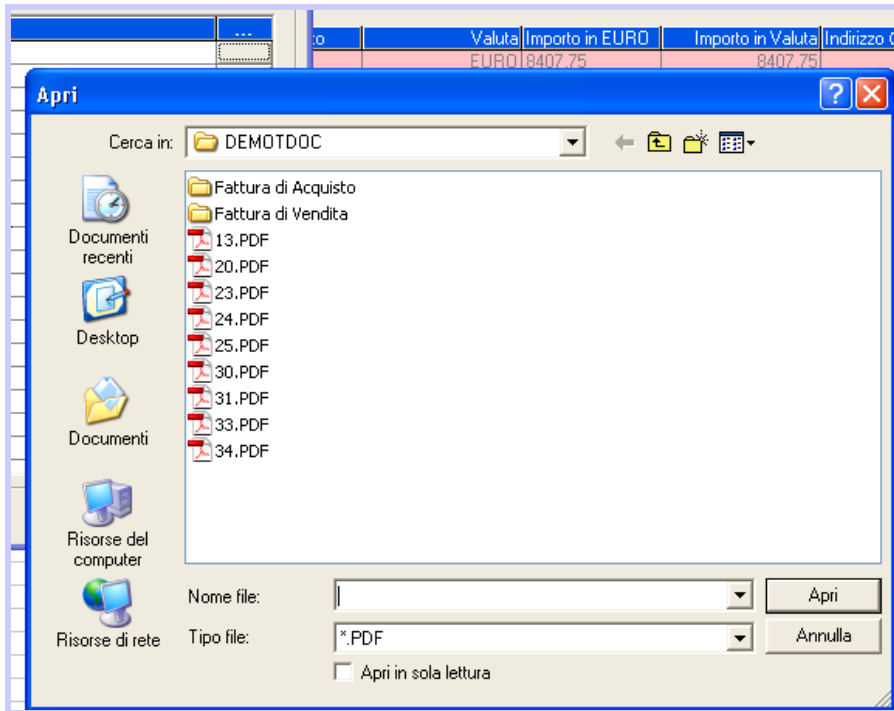 ...
to Valuta Importo in EURO Importo in Valuta Indirizzo
EURO 8407.75 8407.75
Apri
Cerca in: DEMOTDOC
Documenti recenti
Desktop
Documenti
Risorse del computer
Risorse di rete
Fattura di Acquisto
Fattura di Vendita
13.PDF
20.PDF
23.PDF
24.PDF
25.PDF
30.PDF
31.PDF
33.PDF
34.PDF
Nome file: Apri
Tipo file: *.PDF Annulla
Apri in sola lettura